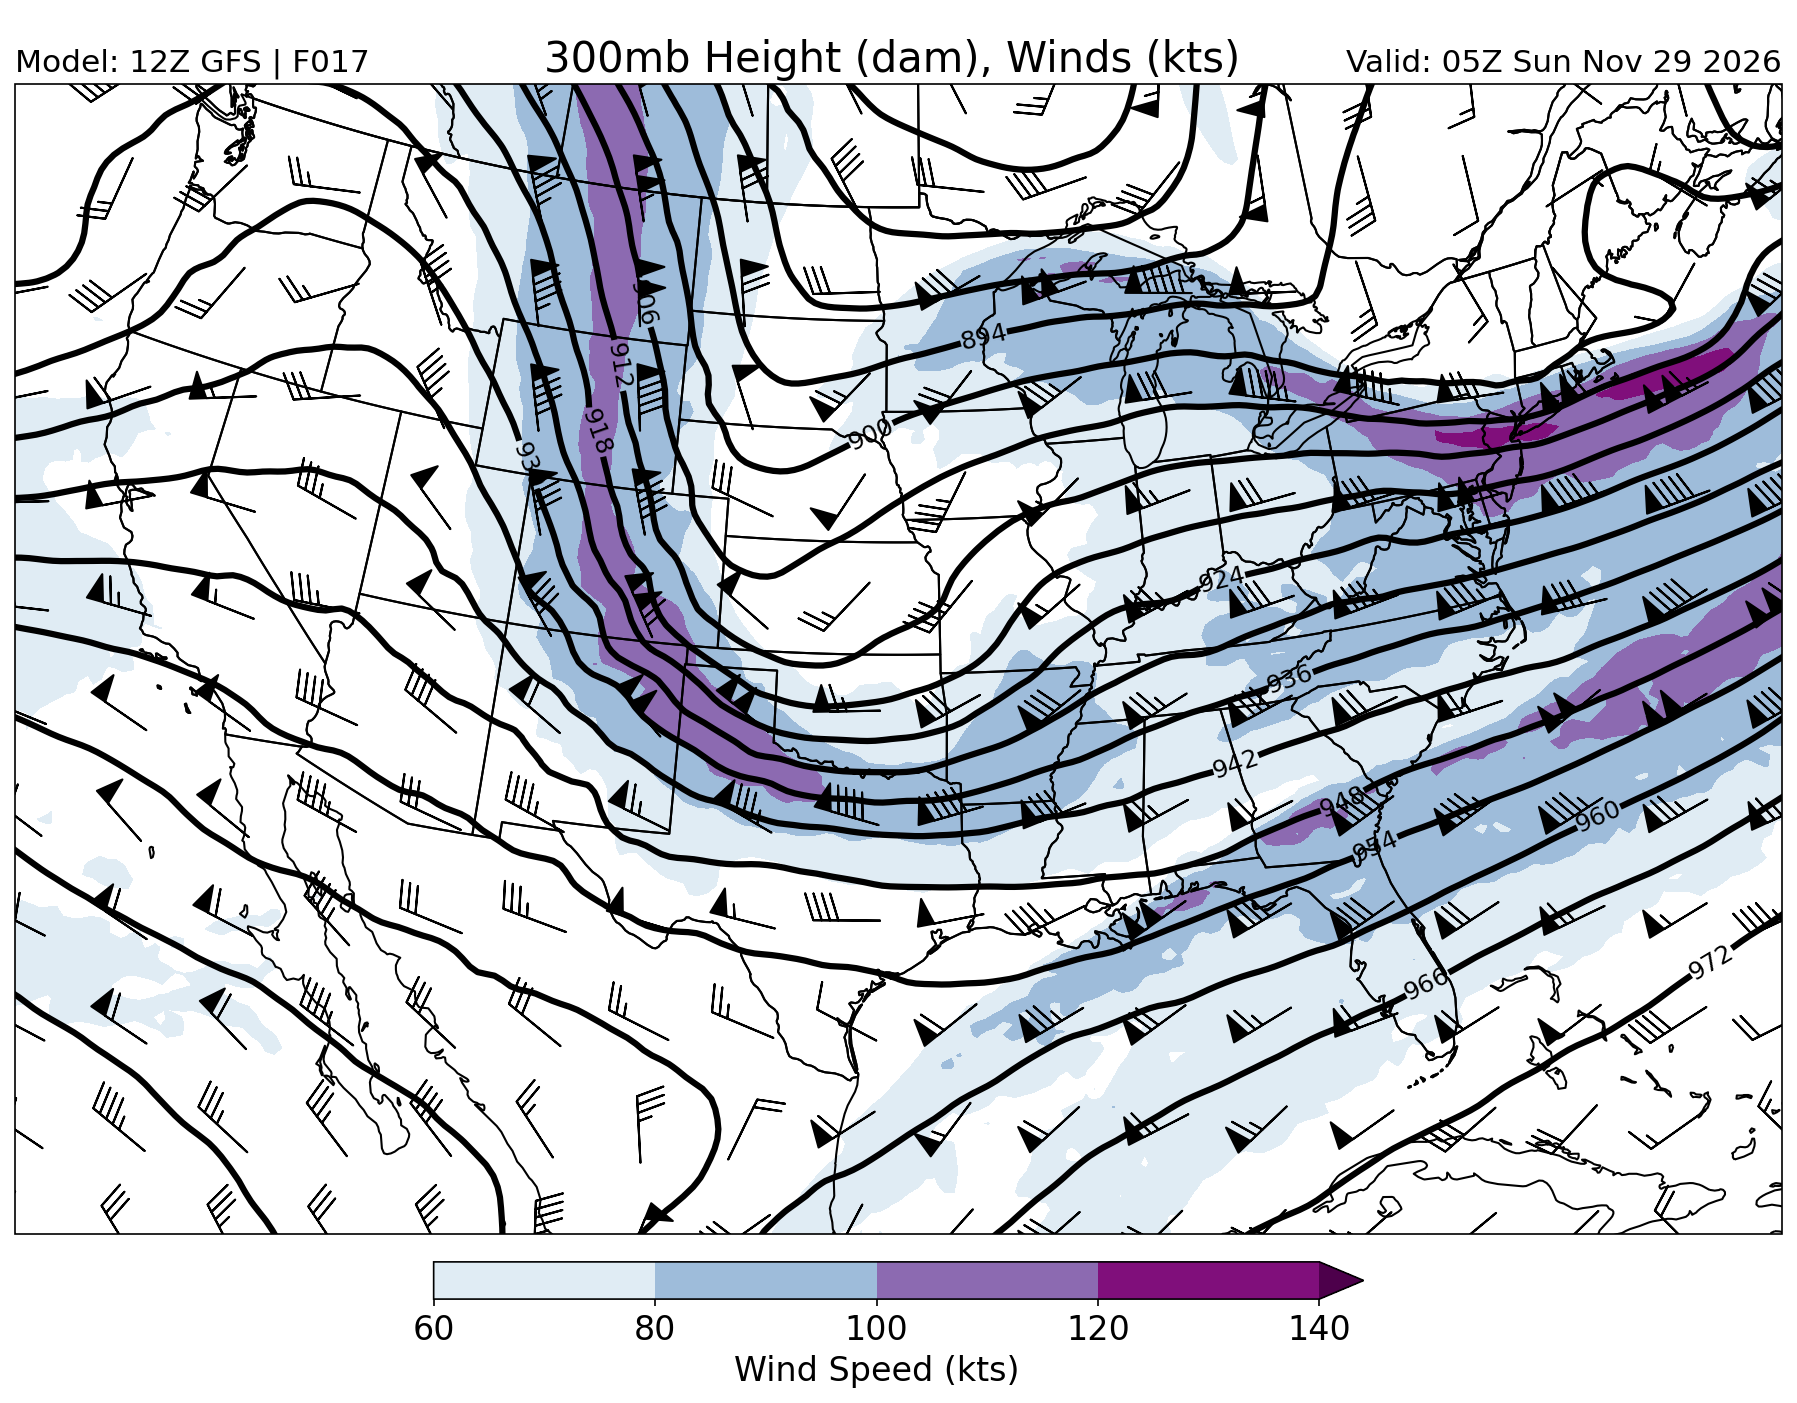 Model: 12Z GFS | F017
300mb Height (dam), Winds (kts)
Valid: 05Z Sun Nov 29 2026
906
894
912
918
900
93
924
936
942
948
954
960
966
972
60 80 100 120 140
Wind Speed (kts)